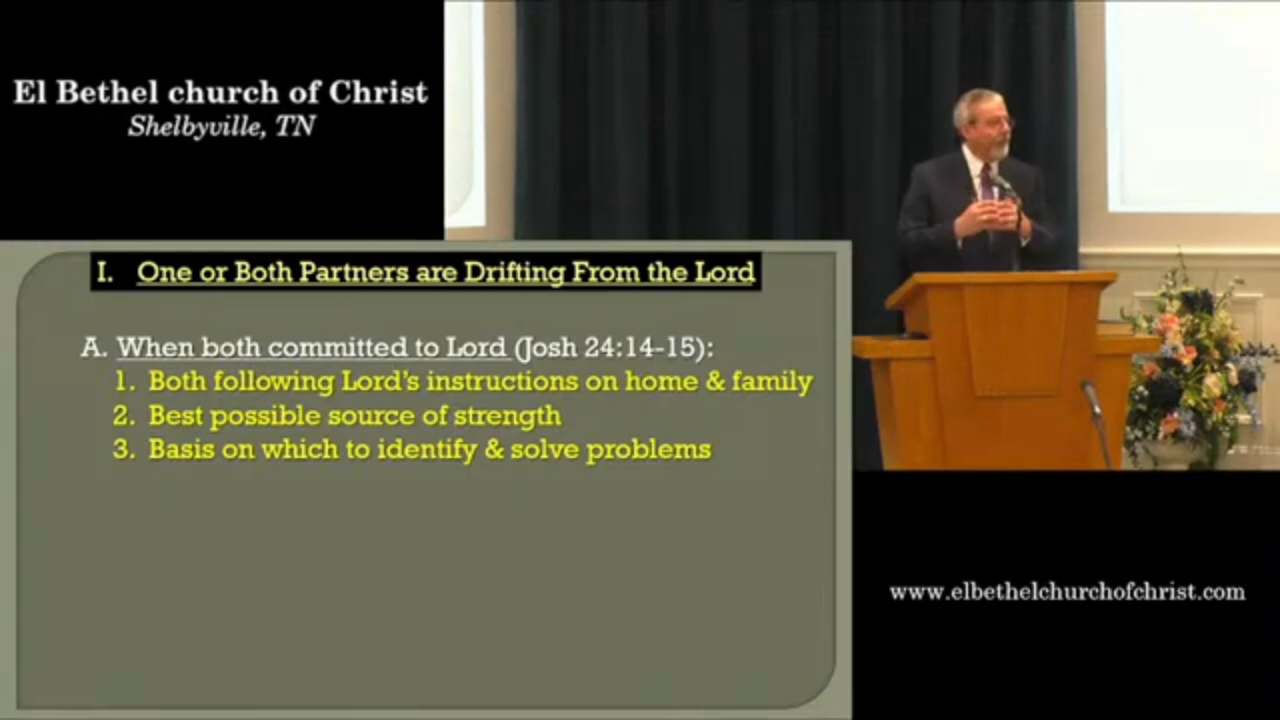 El Bethel church of Christ
Shelbyville, TN
I. One or Both Partners are Drifting From the Lord
A. When both committed to Lord (Josh 24:14-15):
1. Both following Lord's instructions on home & family
2. Best possible source of strength
3. Basis on which to identify & solve problems
www.elbethelchurchofchrist.com